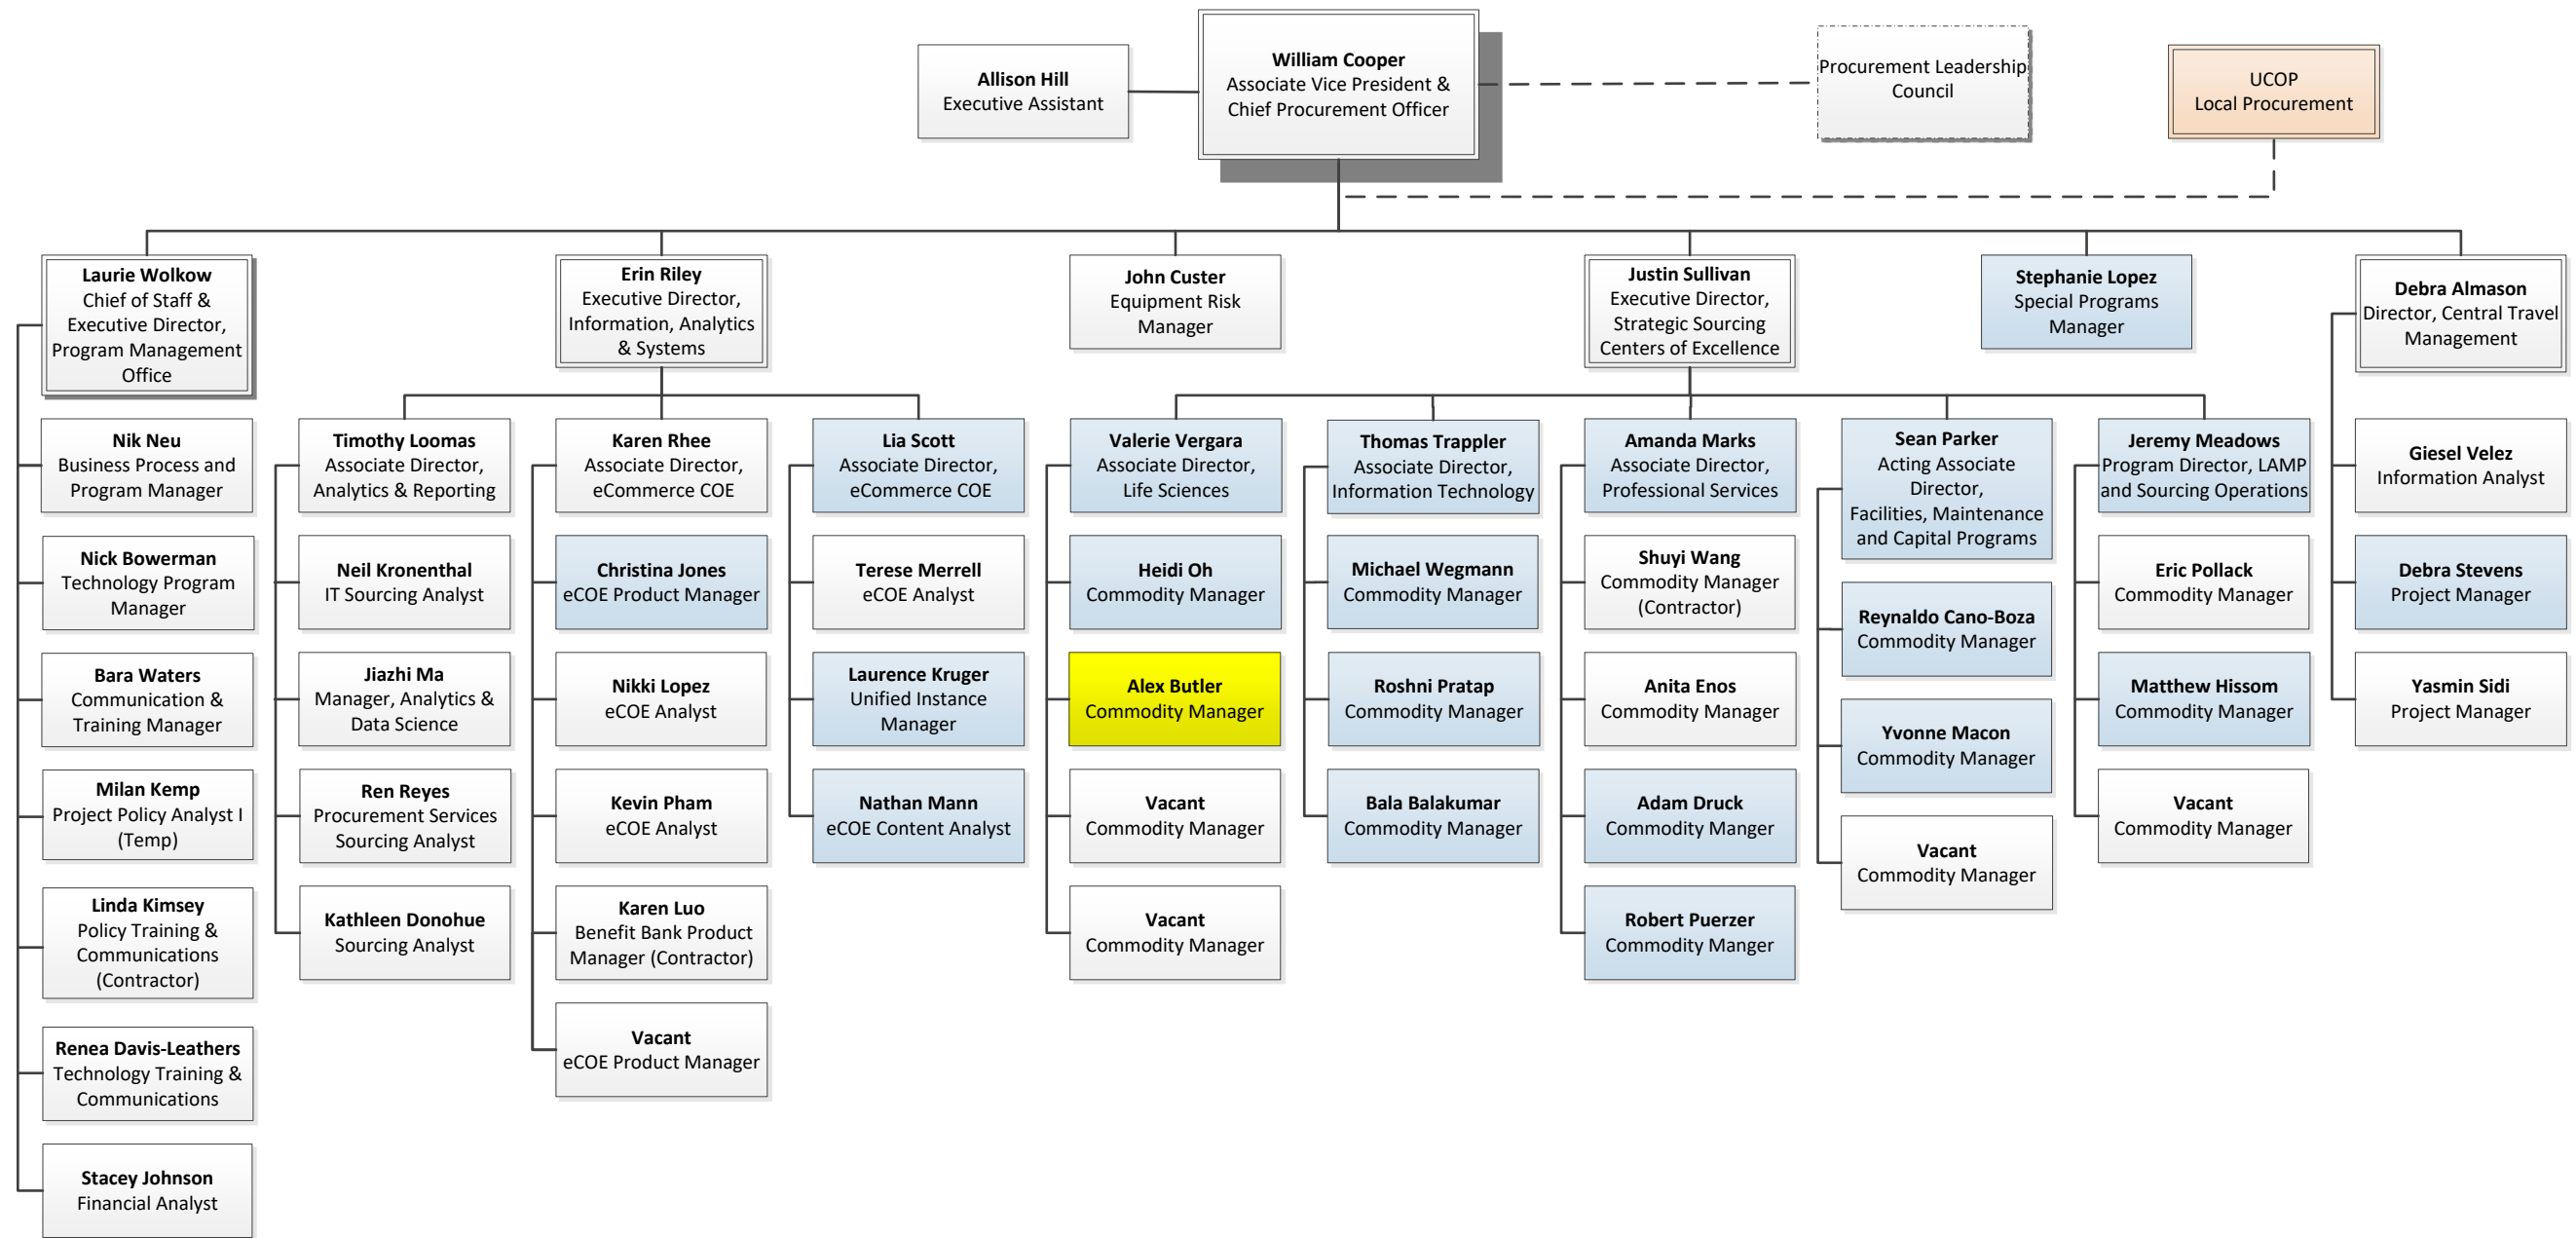 Allison Hill
Executive Assistant
William Cooper
Associate Vice President &
Chief Procurement Officer
Procurement Leadership
Council
UCOP
Local Procurement
Laurie Wolkow
Chief of Staff &
Executive Director,
Program Management
Office
Erin Riley
Executive Director,
Information, Analytics
& Systems
John Custer
Equipment Risk
Manager
Justin Sullivan
Executive Director,
Strategic Sourcing
Centers of Excellence
Stephanie Lopez
Special Programs
Manager
Debra Almason
Director, Central Travel
Management
Nik Neu
Business Process and
Program Manager
Nick Bowerman
Technology Program
Manager
Bara Waters
Communication &
Training Manager
Milan Kemp
Project Policy Analyst I
(Temp)
Linda Kimsey
Policy Training &
Communications
(Contractor)
Renea Davis-Leathers
Technology Training &
Communications
Stacey Johnson
Financial Analyst
Timothy Loomas
Associate Director,
Analytics & Reporting
Neil Kronenthal
IT Sourcing Analyst
Jiazhi Ma
Manager, Analytics &
Data Science
Ren Reyes
Procurement Services
Sourcing Analyst
Kathleen Donohue
Sourcing Analyst
Karen Rhee
Associate Director,
eCommerce COE
Christina Jones
eCOE Product Manager
Nikki Lopez
eCOE Analyst
Kevin Pham
eCOE Analyst
Karen Luo
Benefit Bank Product
Manager (Contractor)
Vacant
eCOE Product Manager
Lia Scott
Associate Director,
eCommerce COE
Terese Merrell
eCOE Analyst
Laurence Kruger
Unified Instance
Manager
Nathan Mann
eCOE Content Analyst
Valerie Vergara
Associate Director,
Life Sciences
Heidi Oh
Commodity Manager
Alex Butler
Commodity Manager
Vacant
Commodity Manager
Vacant
Commodity Manager
Thomas Trappler
Associate Director,
Information Technology
Michael Wegmann
Commodity Manager
Roshni Pratap
Commodity Manager
Bala Balakumar
Commodity Manager
Amanda Marks
Associate Director,
Professional Services
Shuyi Wang
Commodity Manager
(Contractor)
Anita Enos
Commodity Manager
Adam Druck
Commodity Manger
Robert Puerzer
Commodity Manger
Sean Parker
Acting Associate
Director,
Facilities, Maintenance
and Capital Programs
Reynaldo Cano-Boza
Commodity Manager
Yvonne Macon
Commodity Manager
Vacant
Commodity Manager
Jeremy Meadows
Program Director, LAMP
and Sourcing Operations
Eric Pollack
Commodity Manager
Matthew Hissom
Commodity Manager
Vacant
Commodity Manager
Giesel Velez
Information Analyst
Debra Stevens
Project Manager
Yasmin Sidi
Project Manager